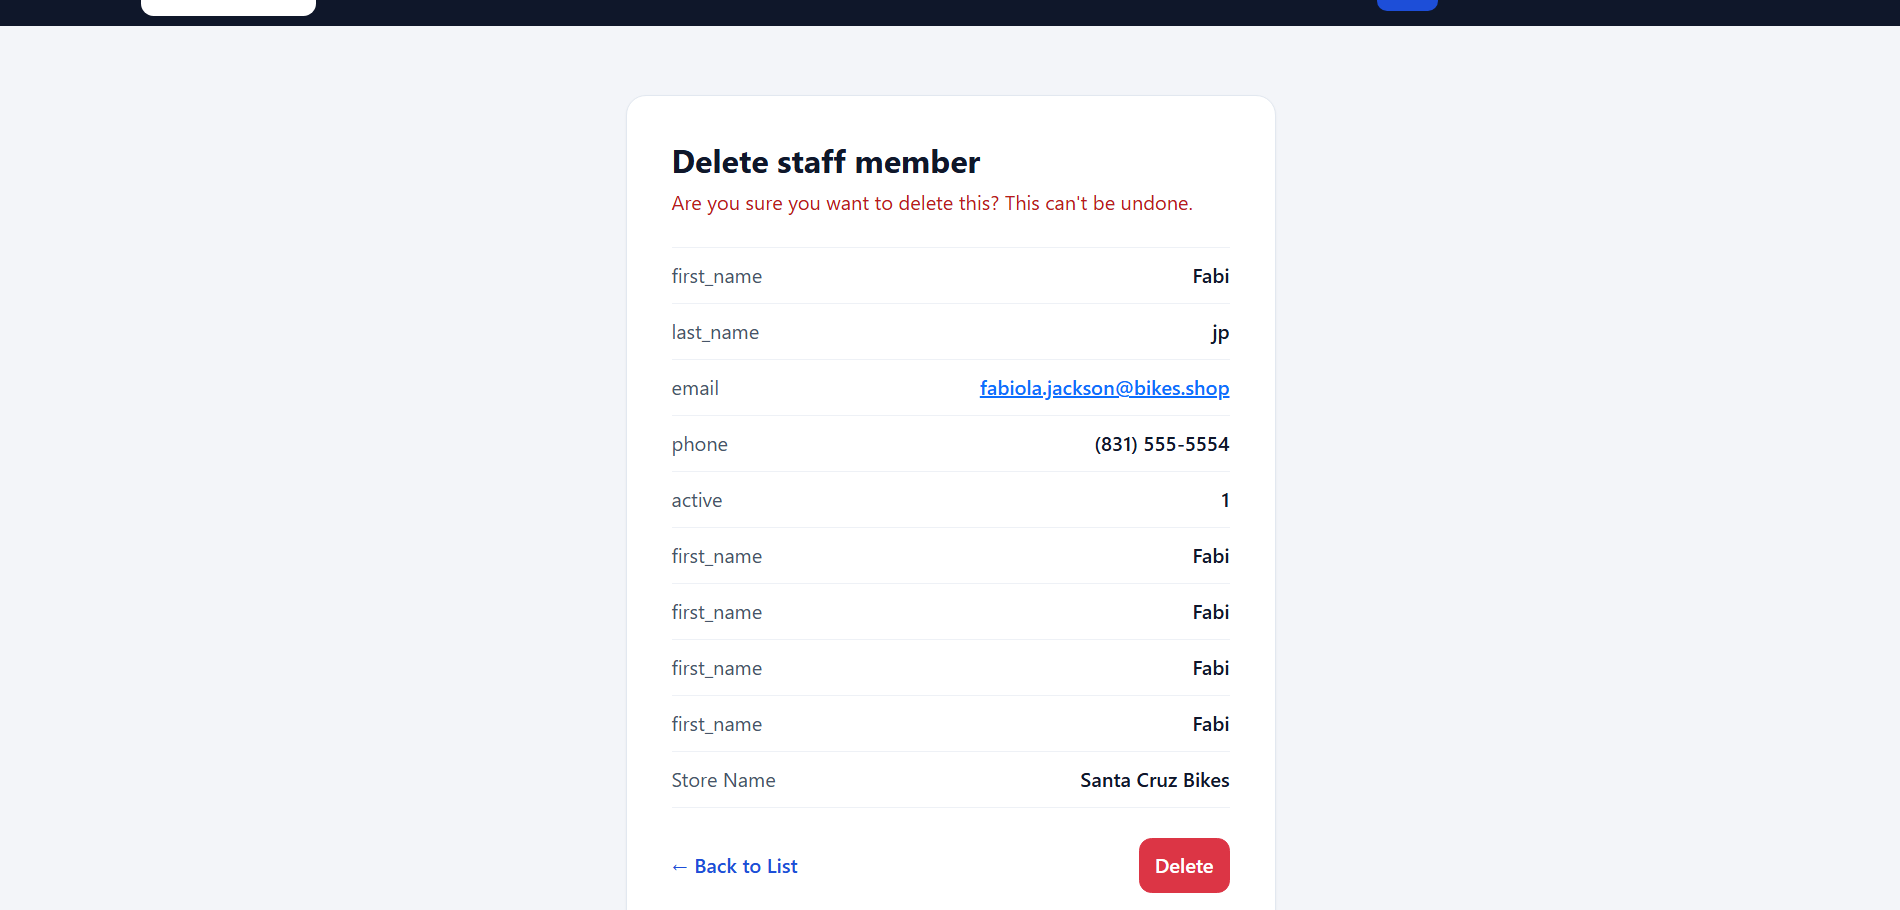 Delete staff member
Are you sure you want to delete this? This can't be undone.
first_name Fabi
last_name jp
email fabiola.jackson@bikes.shop
phone (831) 555-5554
active 1
first_name Fabi
first_name Fabi
first_name Fabi
first_name Fabi
Store Name Santa Cruz Bikes
← Back to List Delete